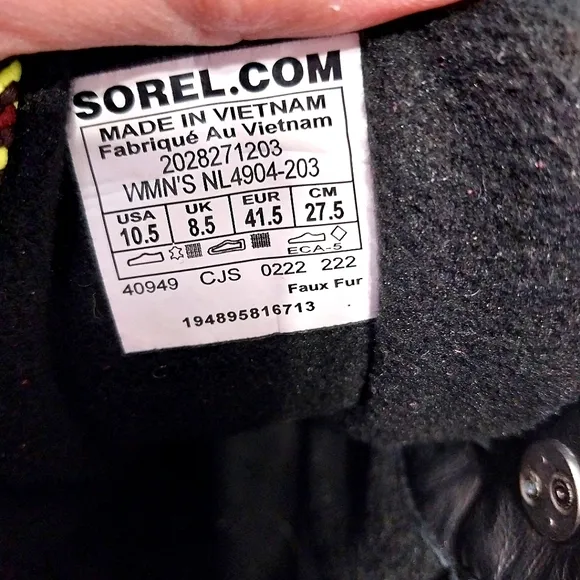 SOREL.COM
MADE IN VIETNAM
Fabriqué Au Vietnam
2028271203
WMN'S NL4904-203
USA UK EUR CM
10.5 8.5 41.5 27.5
ECA-5
40949 CJS 0222 222
Faux Fur
194895816713